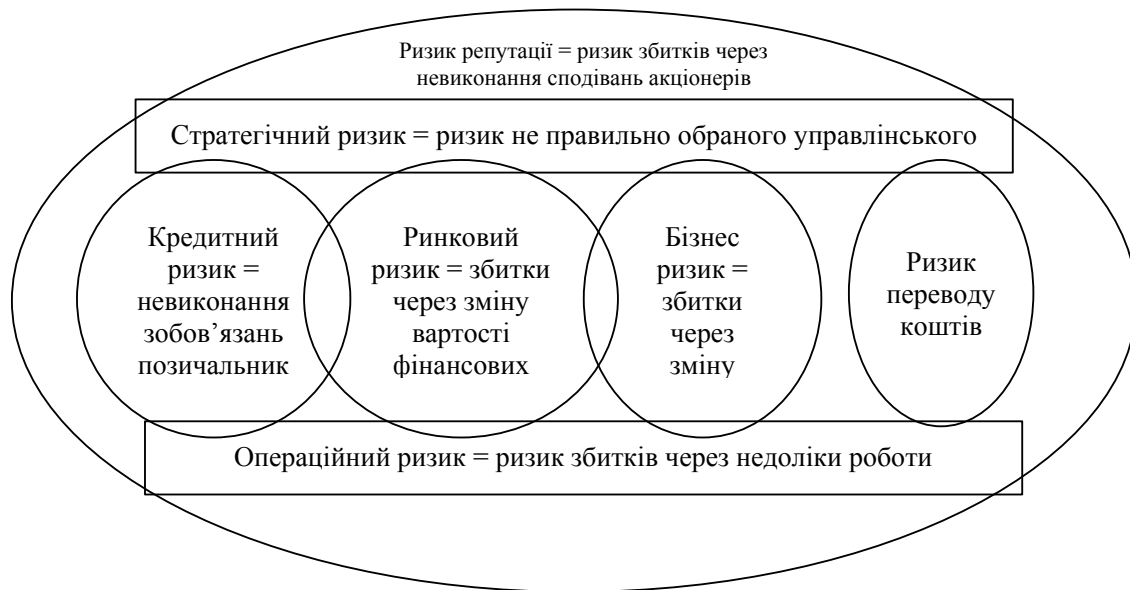 Ризик репутації = ризик збитків через
невиконання сподівань акціонерів
Стратегічний ризик = ризик не правильно обраного управлінського
Кредитний
ризик =
невиконання
зобов’язань
позичальник
Ринковий
ризик = збитки
через зміну
вартості
фінансових
Бізнес
ризик =
збитки
через
зміну
Ризик
переводу
коштів
Операційний ризик = ризик збитків через недоліки роботи